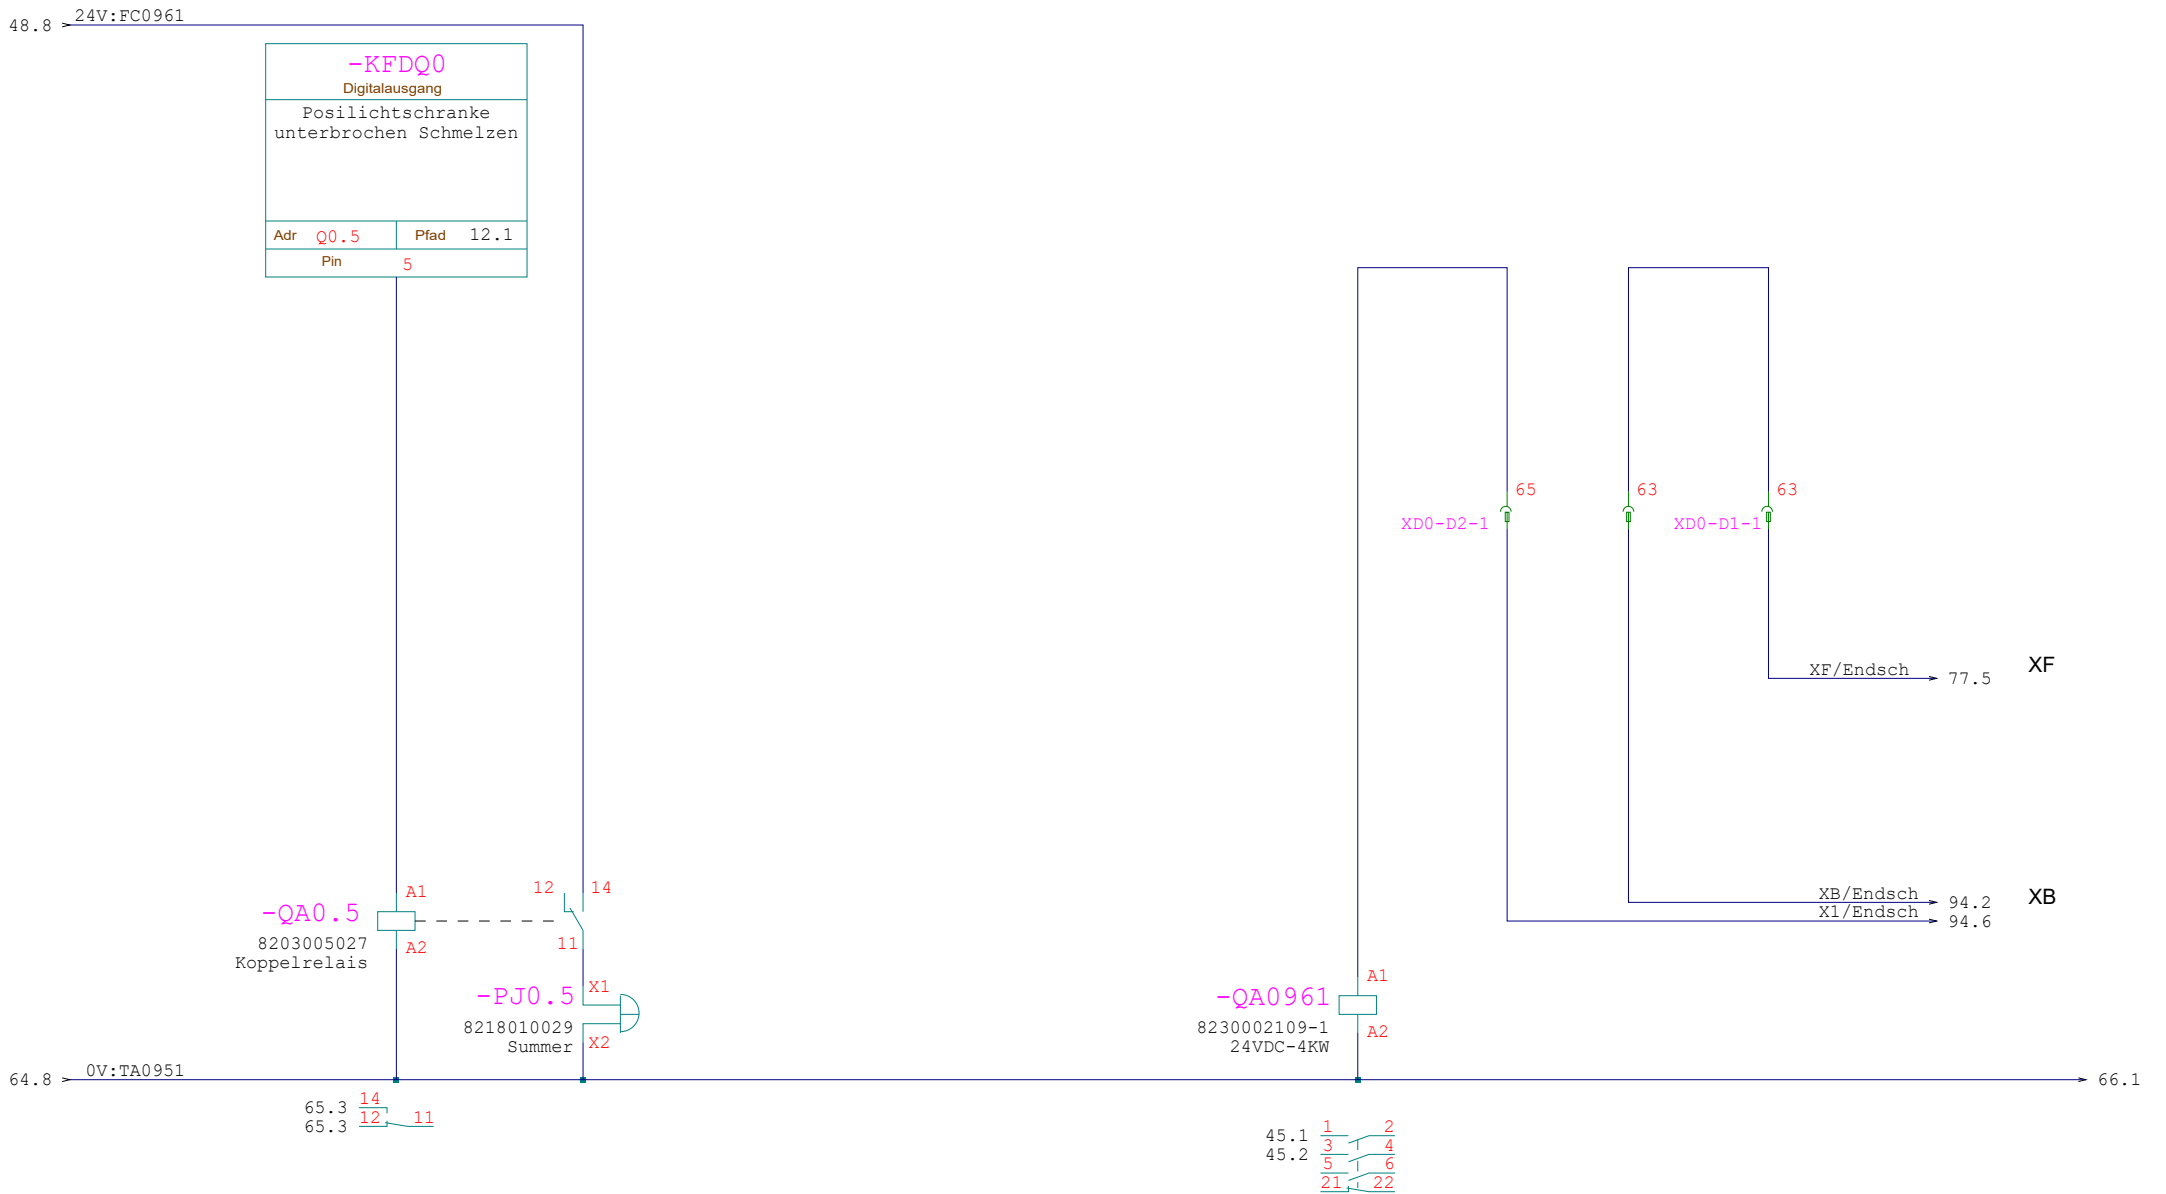 24V:FC0961
48.8
-KFDQ0
Digitalausgang
Posilichtschranke
unterbrochen Schmelzen
Adr Q0.5 Pfad 12.1
Pin 5
65 63 63
XD0-D2-1 XD0-D1-1
XF/Endsch 77.5 XF
XB/Endsch 94.2 XB
X1/Endsch 94.6
A1 12 14
-QA0.5
8203005027
Koppelrelais
A2 11
X1
-PJ0.5
8218010029
Summer
X2
A1
-QA0961
8230002109-1
24VDC-4KW
A2
0V:TA0951
64.8 66.1
65.3 14
65.3 12 11
45.1 1 2
45.2 3 4
5 6
21 22